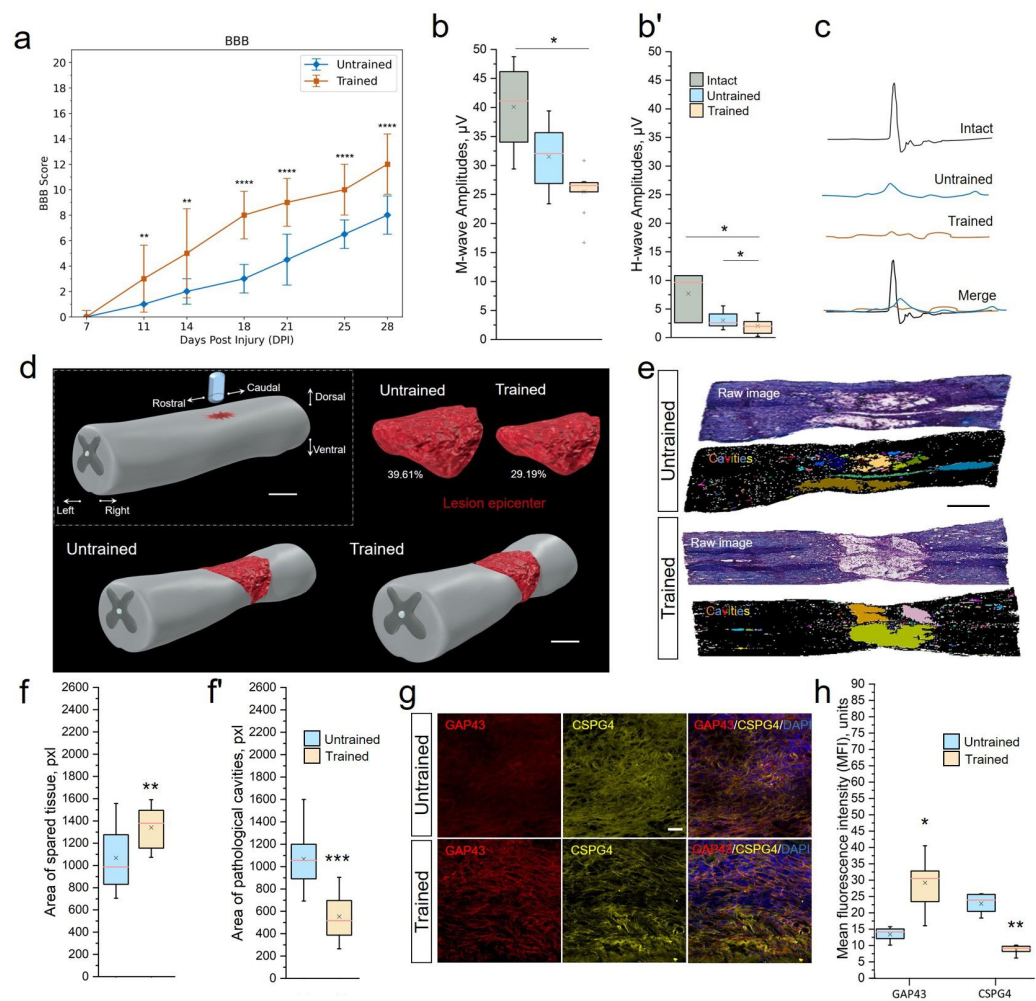 a
BBB
20
18
16
14
12
10
8
6
4
2
0
BBB Score
Untrained
Trained
**
**
****
****
****
****
7 11 14 18 21 25 28
Days Post Injury (DPI)
b
50
45
40
35
30
25
20
15
10
5
0
M-wave Amplitudes, µV
*
b'
50
45
40
35
30
25
20
15
10
5
0
H-wave Amplitudes, µV
Intact
Untrained
Trained
*
*
c
Intact
Untrained
Trained
Merge
d
Rostral
Caudal
Dorsal
Ventral
Left
Right
Untrained
Trained
39.61%
29.19%
Lesion epicenter
Untrained
Trained
e
Untrained
Raw image
Cavities
Trained
Raw image
Cavities
f
2600
2400
2200
2000
1800
1600
1400
1200
1000
800
600
400
200
0
Area of spared tissue, pxl
**
f'
2600
2400
2200
2000
1800
1600
1400
1200
1000
800
600
400
200
0
Area of pathological cavities, pxl
Untrained
Trained
***
g
Untrained
GAP43
CSPG4
GAP43/CSPG4/DAPI
Trained
GAP43
CSPG4
GAP43/CSPG4/DAPI
h
90
85
80
75
70
65
60
55
50
45
40
35
30
25
20
15
10
5
0
Mean fluorescence intensity (MFI), units
Untrained
Trained
*
**
GAP43
CSPG4